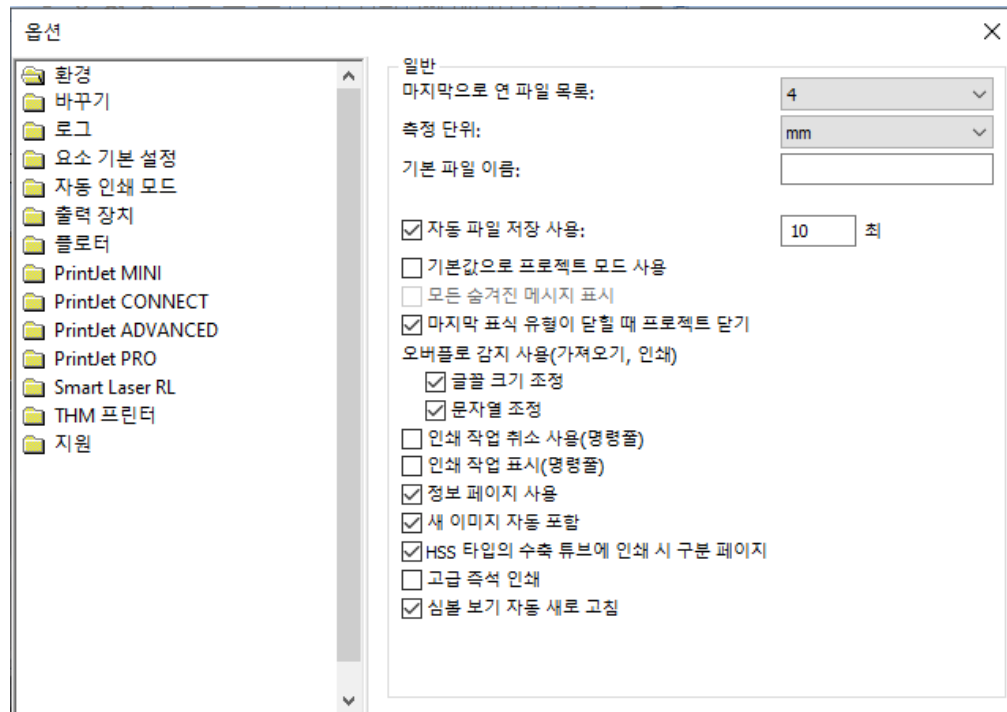 옵션
환경
바꾸기
로그
요소 기본 설정
자동 인쇄 모드
출력 장치
플로터
PrintJet MINI
PrintJet CONNECT
PrintJet ADVANCED
PrintJet PRO
Smart Laser RL
THM 프린터
지원
일반
마지막으로 연 파일 목록: 4
측정 단위: mm
기본 파일 이름:
자동 파일 저장 사용: 10 최
기본값으로 프로젝트 모드 사용
모든 숨겨진 메시지 표시
마지막 표식 유형이 닫힐 때 프로젝트 닫기
오버플로 감지 사용(가져오기, 인쇄)
글꼴 크기 조정
문자열 조정
인쇄 작업 취소 사용(명령풀)
인쇄 작업 표시(명령풀)
정보 페이지 사용
새 이미지 자동 포함
HSS 타입의 수축 튜브에 인쇄 시 구분 페이지
고급 즉석 인쇄
심볼 보기 자동 새로 고침